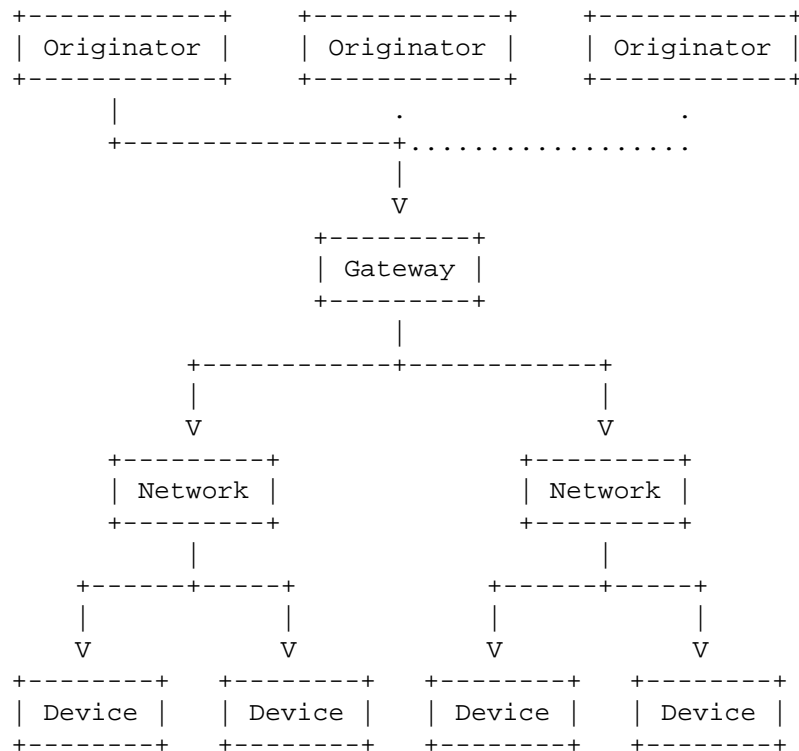 +------------+    +------------+    +------------+
| Originator |    | Originator |    | Originator |
+------------+    +------------+    +------------+
      |                 .                 .
      +-----------------+..................
                        |
                        V
                   +---------+
                   | Gateway |
                   +---------+
                        |
           +------------+------------+
           |                         |
           V                         V
      +---------+               +---------+
      | Network |               | Network |
      +---------+               +---------+
           |                         |
    +------+-----+            +------+-----+
    |            |            |            |
    V            V            V            V
+--------+   +--------+   +--------+   +--------+
| Device |   | Device |   | Device |   | Device |
+--------+   +--------+   +--------+   +--------+